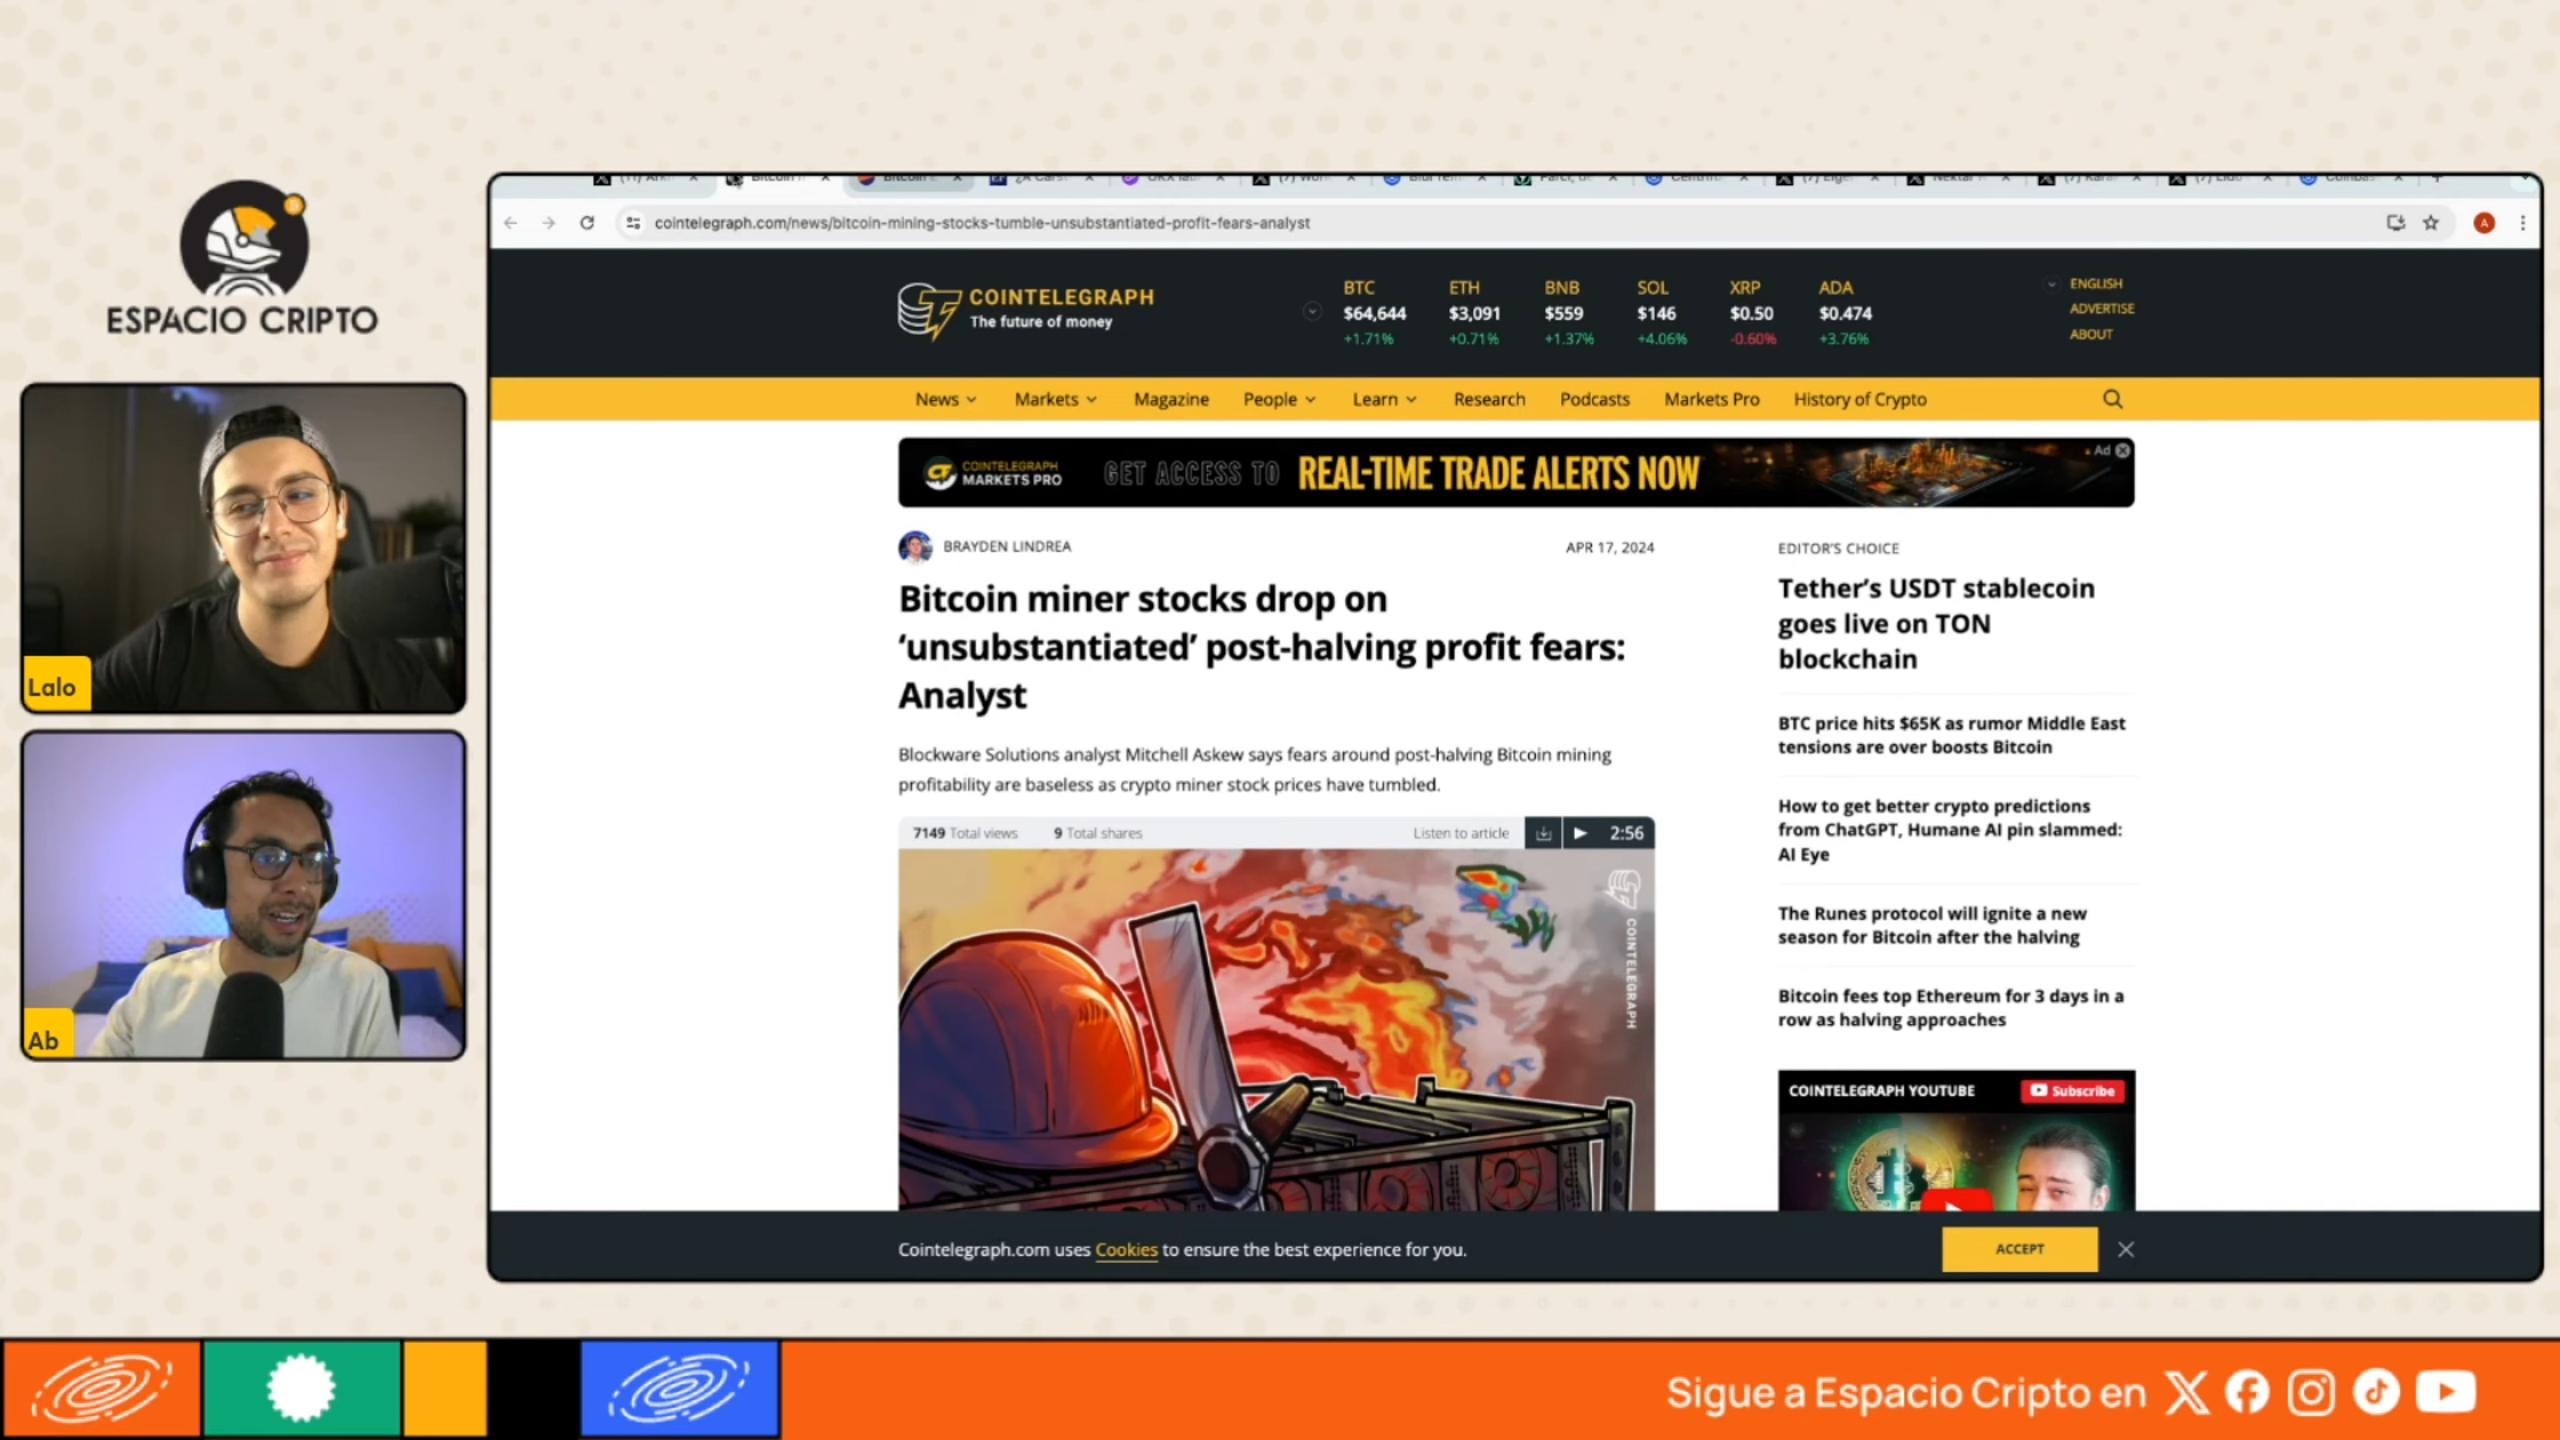 ESPACIO CRIPTO
Lalo
Ab
cointelegraph.com/news/bitcoin-mining-stocks-tumble-unsubstantiated-profit-fears-analyst
A
COINTELEGRAPH
The future of money
BTC ETH BNB SOL XRP ADA
$64,644 $3,091 $559 $146 $0.50 $0.474
+1.71% +0.71% +1.37% +4.06% -0.60% +3.76%
ENGLISH
ADVERTISE
ABOUT
News Markets Magazine People Learn Research Podcasts Markets Pro History of Crypto
COINTELEGRAPH
MARKETS PRO
GET ACCESS TO REAL-TIME TRADE ALERTS NOW
Ad
BRAYDEN LINDREA
APR 17, 2024
Bitcoin miner stocks drop on
‘unsubstantiated’ post-halving profit fears:
Analyst
Blockware Solutions analyst Mitchell Askew says fears around post-halving Bitcoin mining
profitability are baseless as crypto miner stock prices have tumbled.
7149 Total views 9 Total shares Listen to article 2:56
COINTELEGRAPH
EDITOR’S CHOICE
Tether’s USDT stablecoin
goes live on TON
blockchain
BTC price hits $65K as rumor Middle East
tensions are over boosts Bitcoin
How to get better crypto predictions
from ChatGPT, Humane AI pin slammed:
AI Eye
The Runes protocol will ignite a new
season for Bitcoin after the halving
Bitcoin fees top Ethereum for 3 days in a
row as halving approaches
COINTELEGRAPH YOUTUBE
Subscribe
Cointelegraph.com uses Cookies to ensure the best experience for you.
ACCEPT
Sigue a Espacio Cripto en